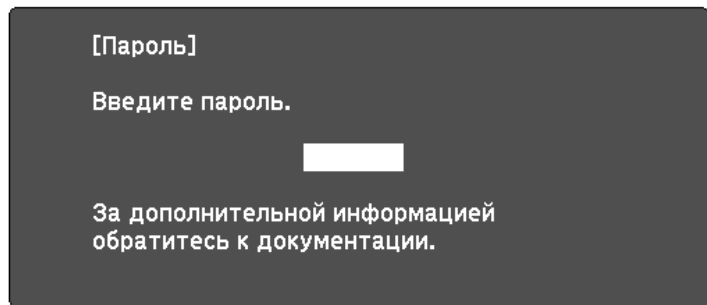 [Пароль]
Введите пароль.
За дополнительной информацией
обратитесь к документации.